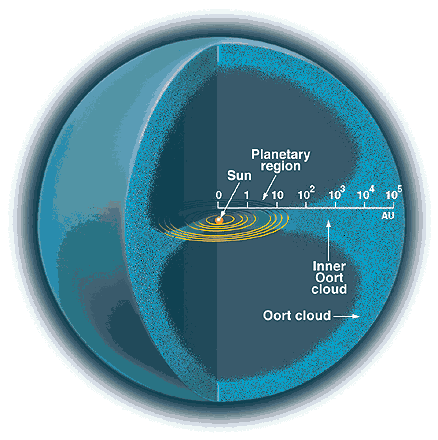 Planetary
region
Sun
0 1 10 10² 10³ 10⁴ 10⁵
AU
Inner
Oort
cloud
Oort cloud